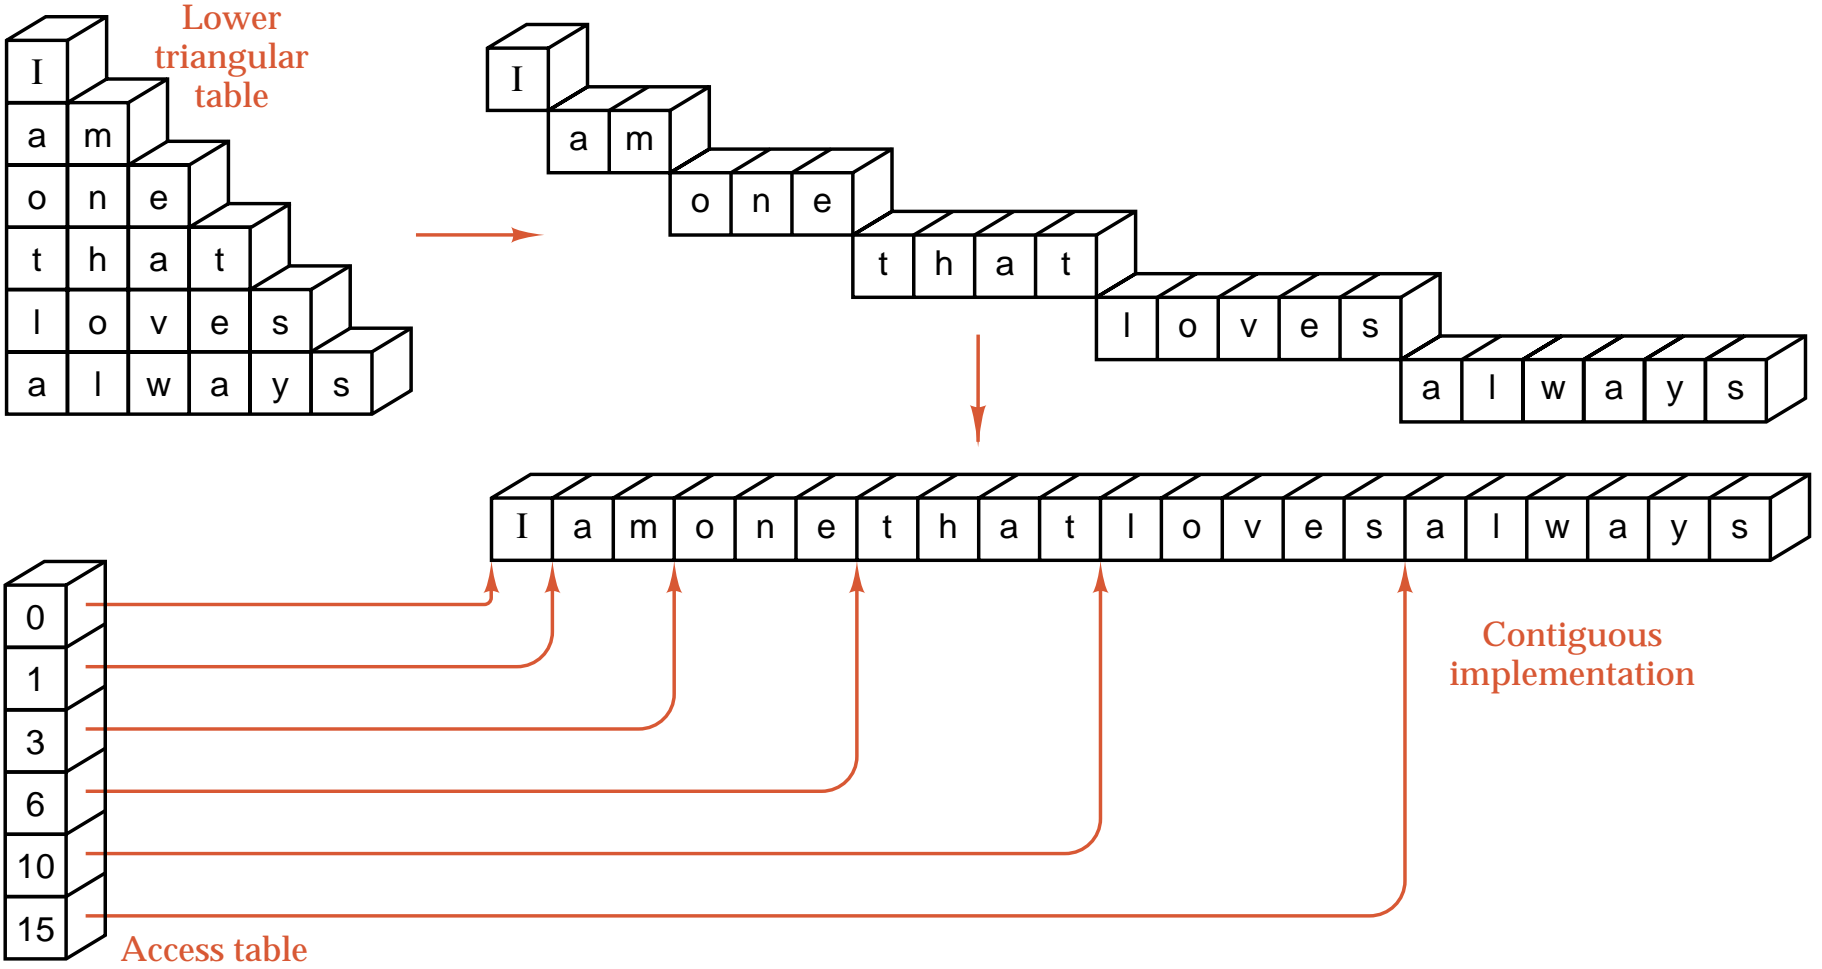 Lower
triangular
table
I
a m
o n e
t h a t
l o v e s
a l w a y s
I
a m
o n e
t h a t
l o v e s
a l w a y s
I a m o n e t h a t l o v e s a l w a y s
0
1
3
6
10
15
Contiguous
implementation
Access table